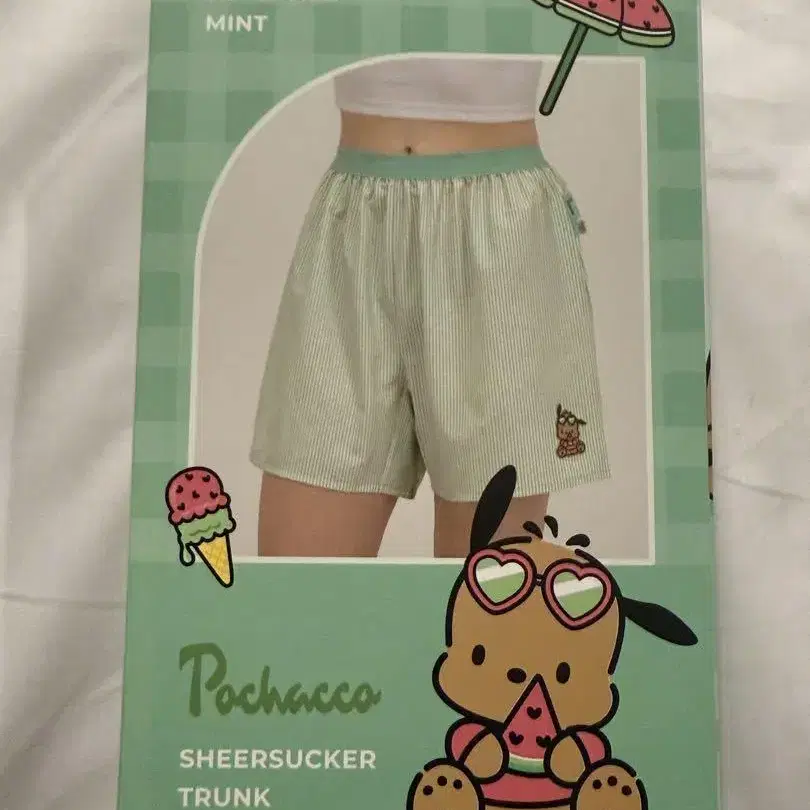 MINT
Pochacco
SHEERSUCKER
TRUNK